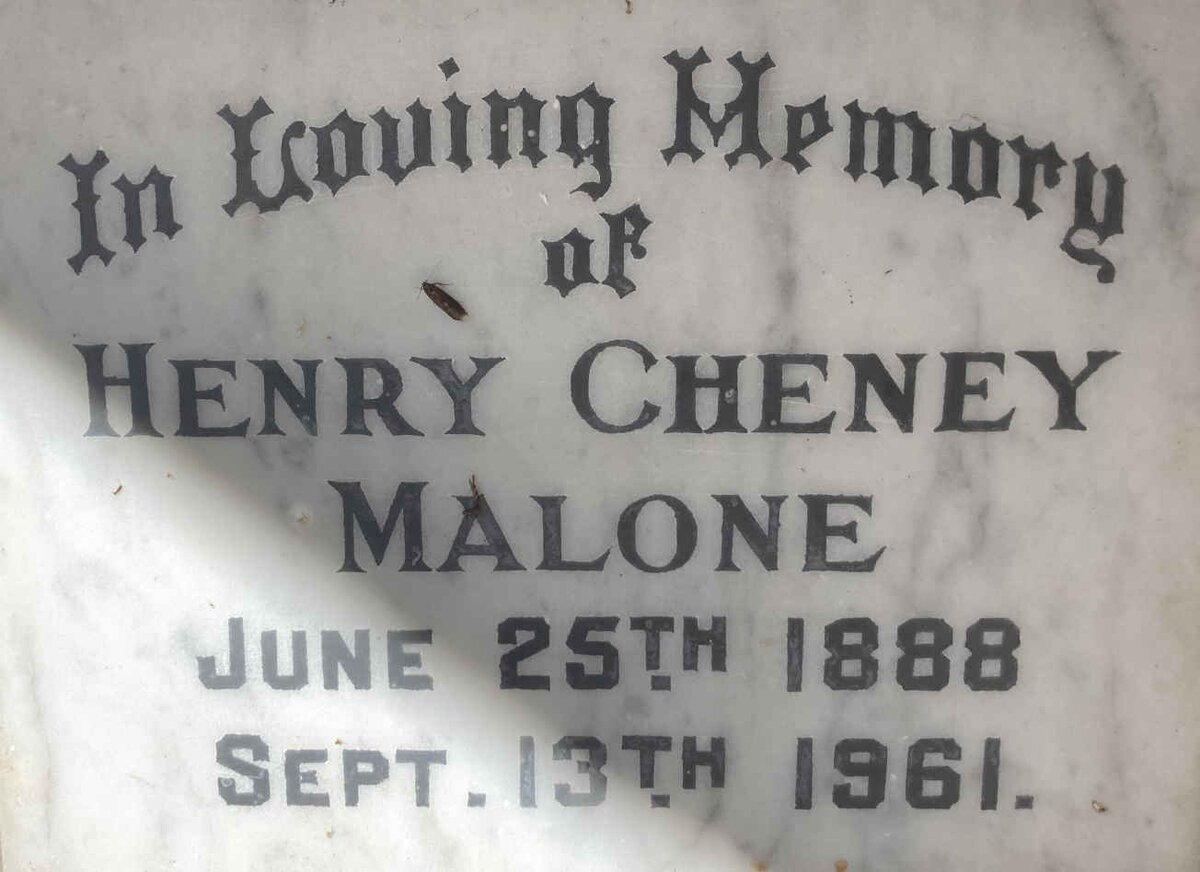 In Loving Memory
of
HENRY CHENEY
MALONE
JUNE 25TH 1888
SEPT. 13TH 1961.